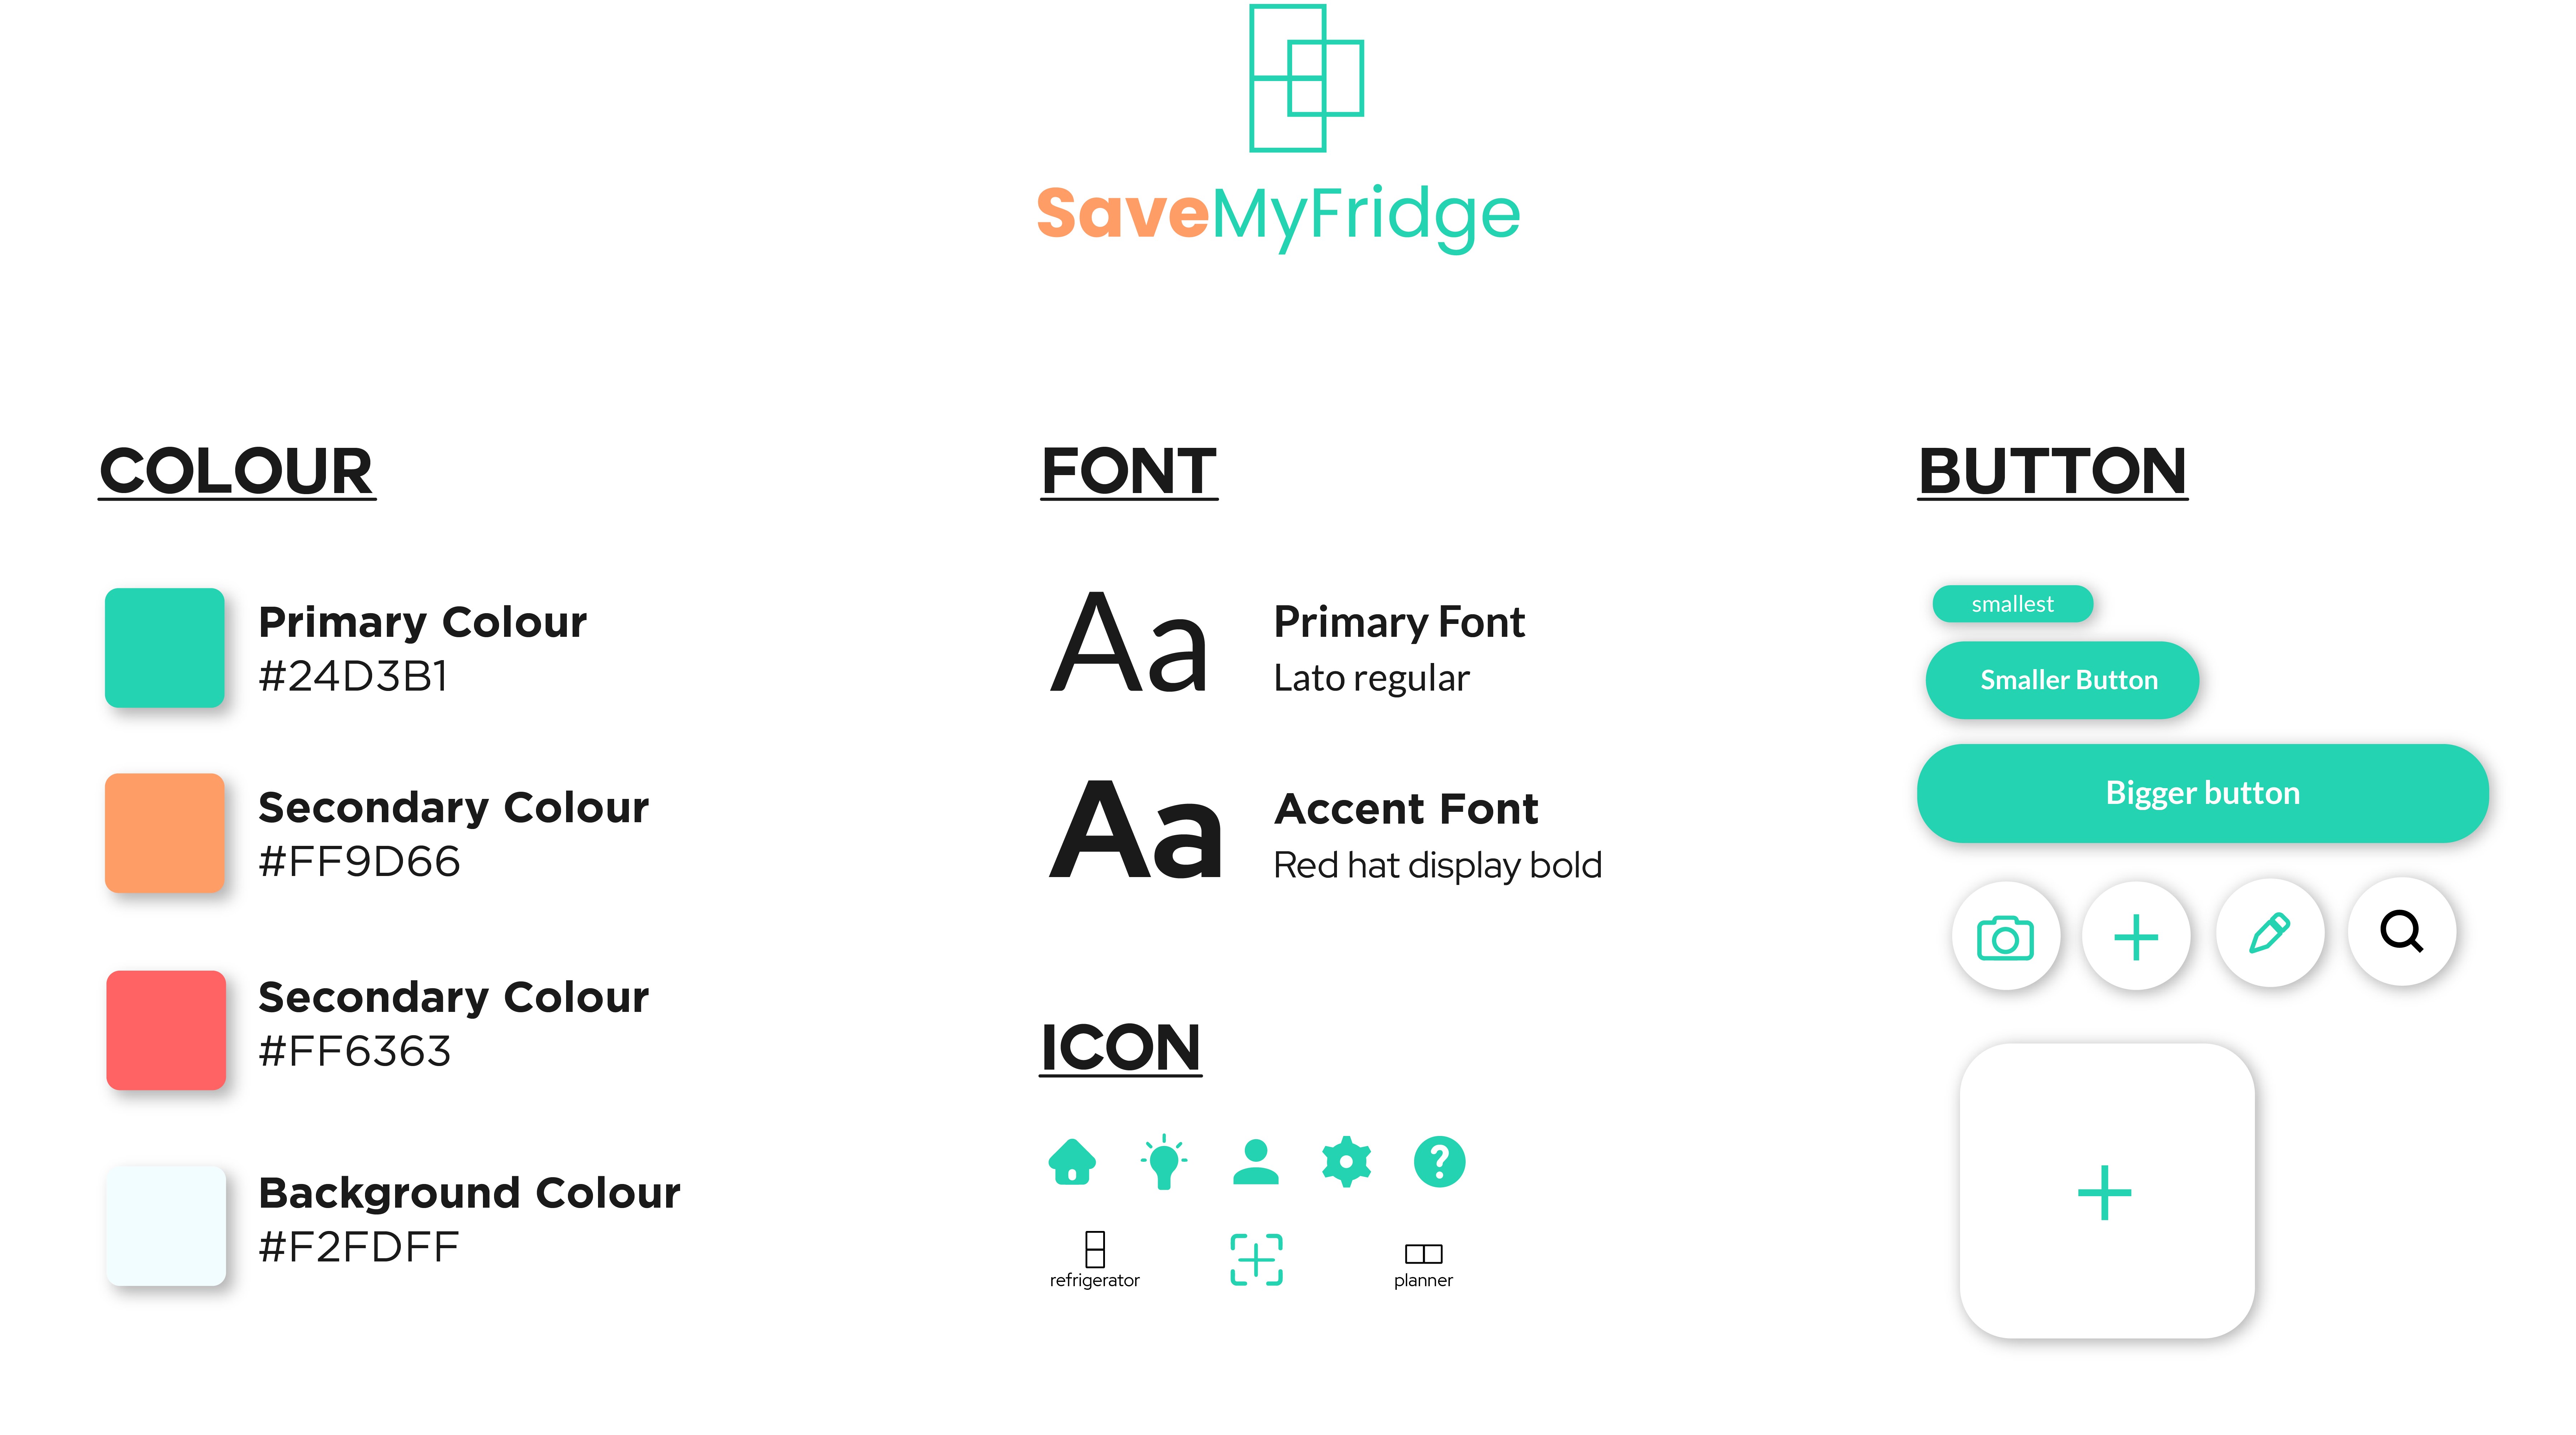 SaveMyFridge
COLOUR
Primary Colour
#24D3B1
Secondary Colour
#FF9D66
Secondary Colour
#FF6363
Background Colour
#F2FDFF
FONT
Aa
Primary Font
Lato regular
Aa
Accent Font
Red hat display bold
ICON
?
refrigerator
planner
BUTTON
smallest
Smaller Button
Bigger button